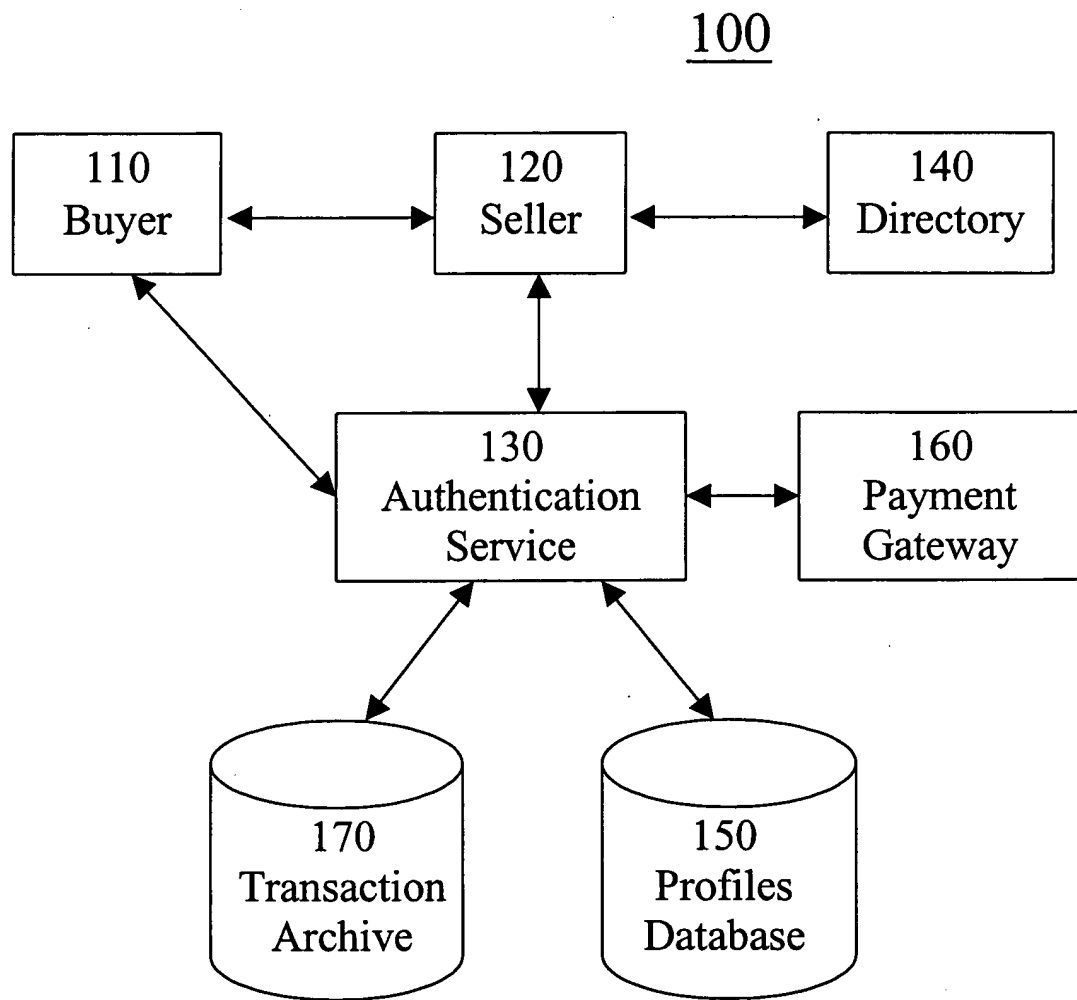 100
110
Buyer
120
Seller
140
Directory
130
Authentication
Service
160
Payment
Gateway
170
Transaction
Archive
150
Profiles
Database